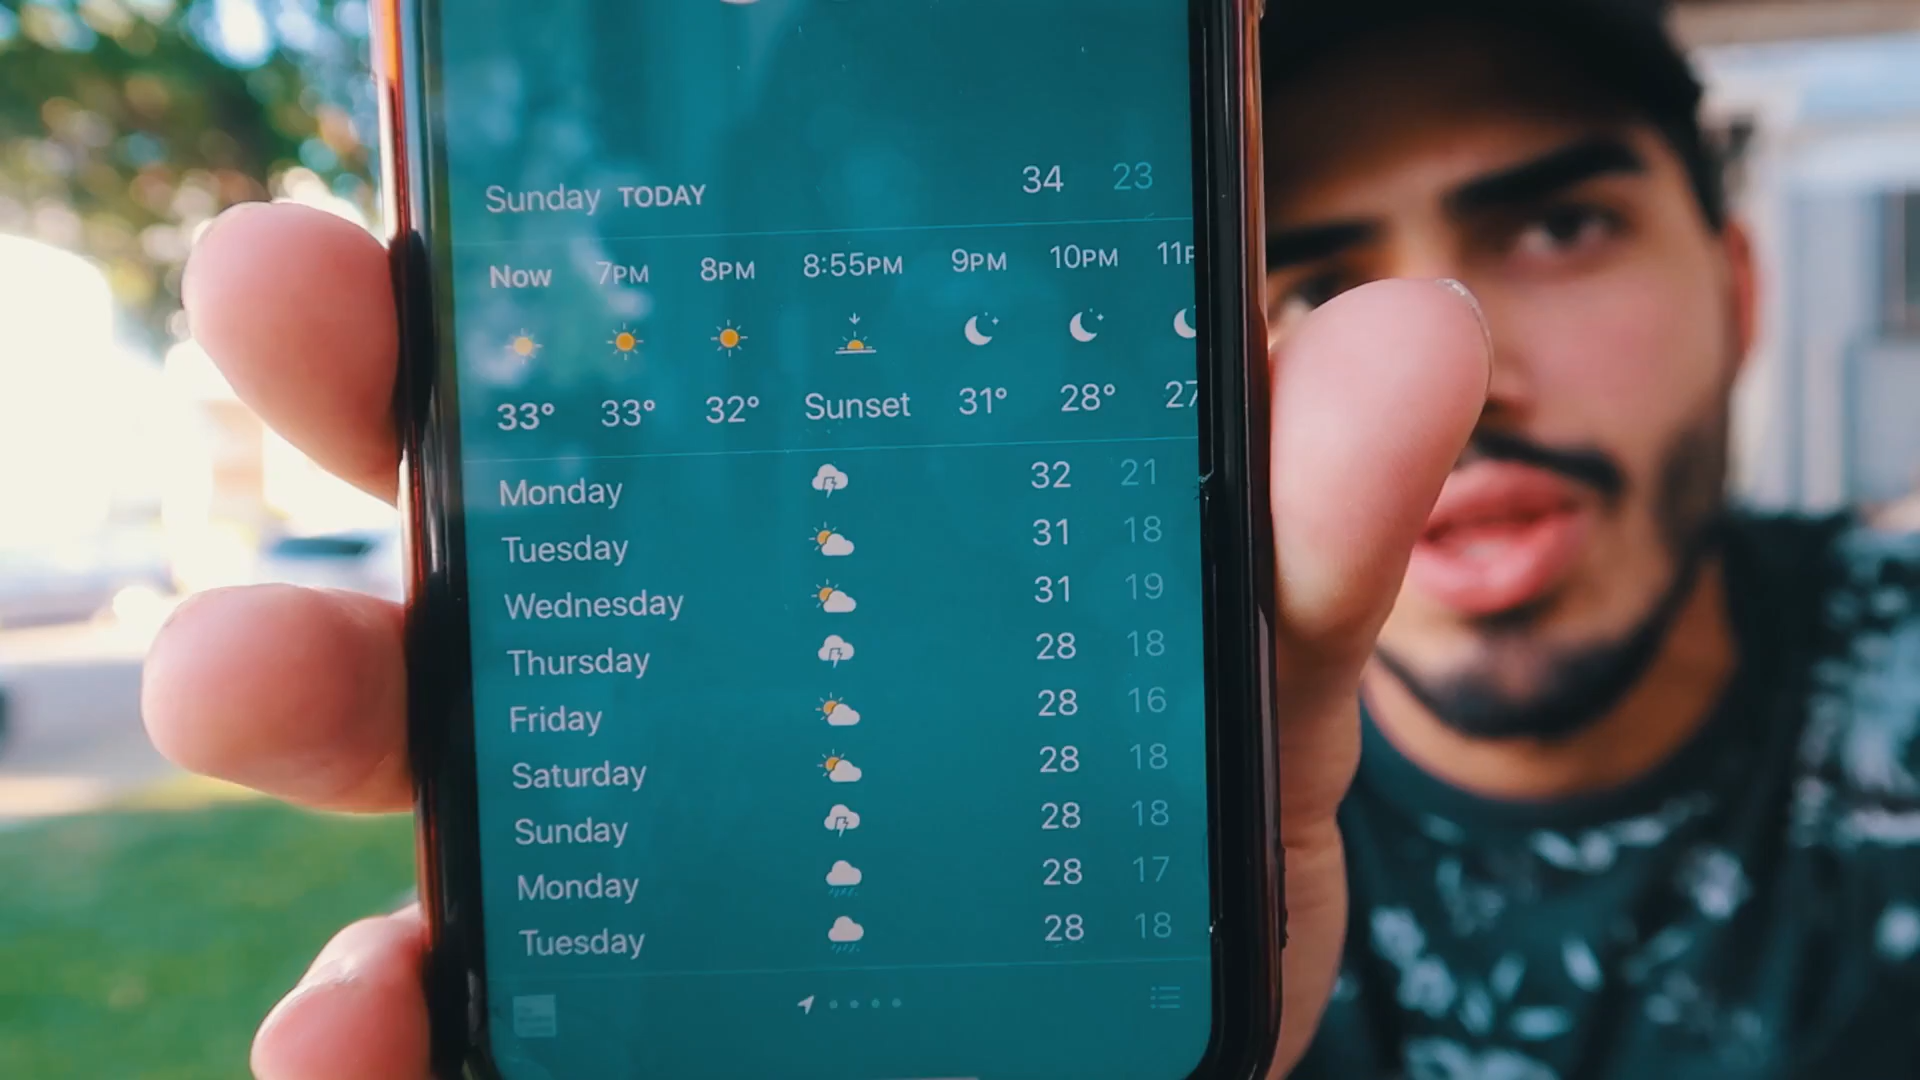 Sunday TODAY 34 23
Now 7PM 8PM 8:55PM 9PM 10PM 11P
33° 33° 32° Sunset 31° 28° 27
Monday 32 21
Tuesday 31 18
Wednesday 31 19
Thursday 28 18
Friday 28 16
Saturday 28 18
Sunday 28 18
Monday 28 17
Tuesday 28 18